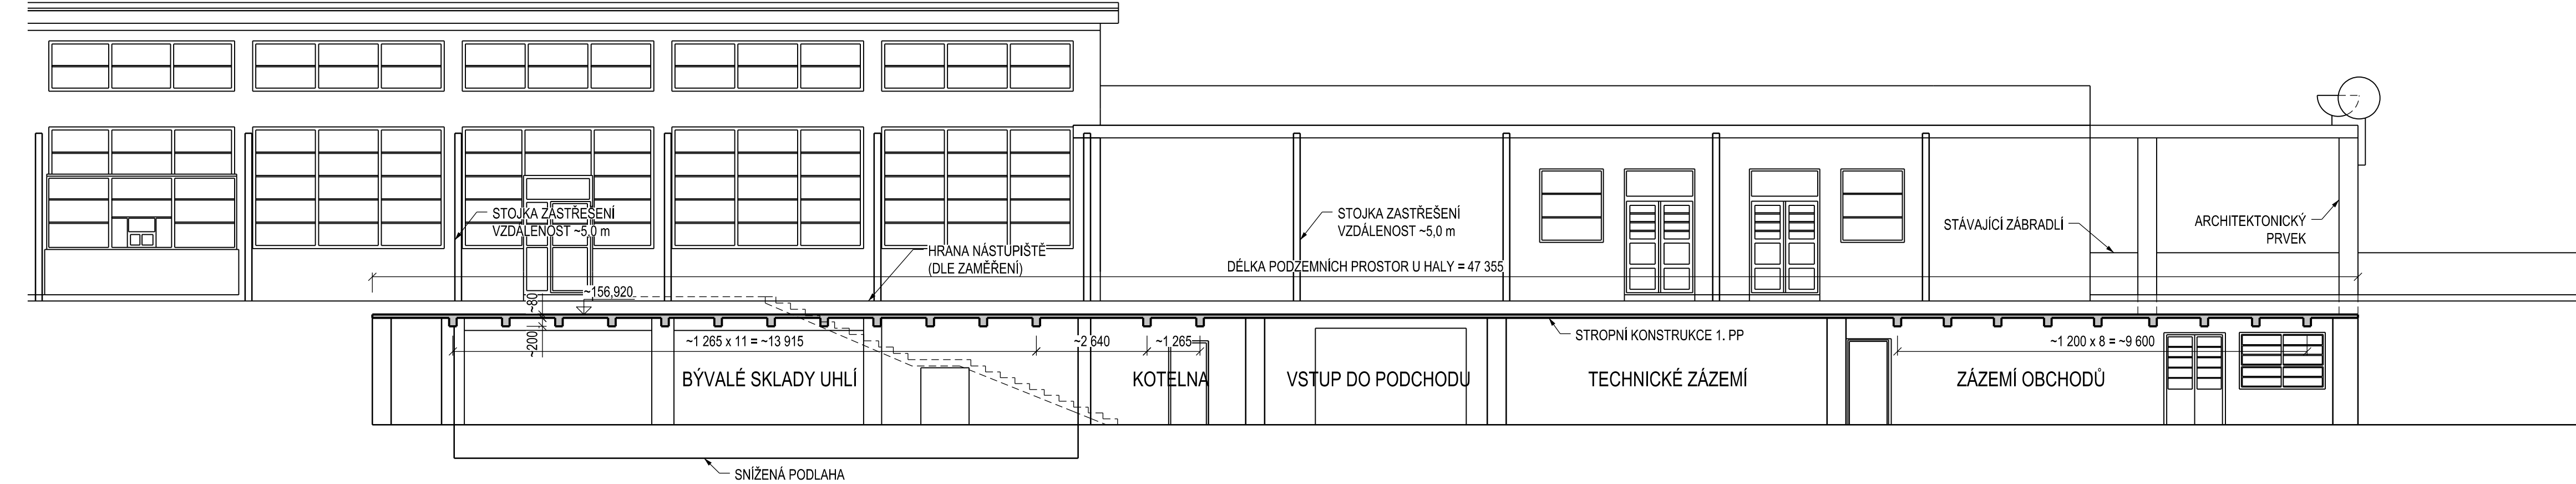 STOJKA ZASTŘEŠENÍ
VZDÁLENOST ~5,0 m
STOJKA ZASTŘEŠENÍ
VZDÁLENOST ~5,0 m
STÁVAJÍCÍ ZÁBRADLÍ
ARCHITEKTONICKÝ
PRVEK
HRANA NÁSTUPIŠTĚ
(DLE ZAMĚŘENÍ)
DÉLKA PODZEMNÍCH PROSTOR U HALY = 47 355
~80
~156,920
~200
~1 265 x 11 = ~13 915
~2 640
~1 265
STROPNÍ KONSTRUKCE 1. PP
~1 200 x 8 = ~9 600
BÝVALÉ SKLADY UHLÍ
KOTELNA
VSTUP DO PODCHODU
TECHNICKÉ ZÁZEMÍ
ZÁZEMÍ OBCHODŮ
SNÍŽENÁ PODLAHA